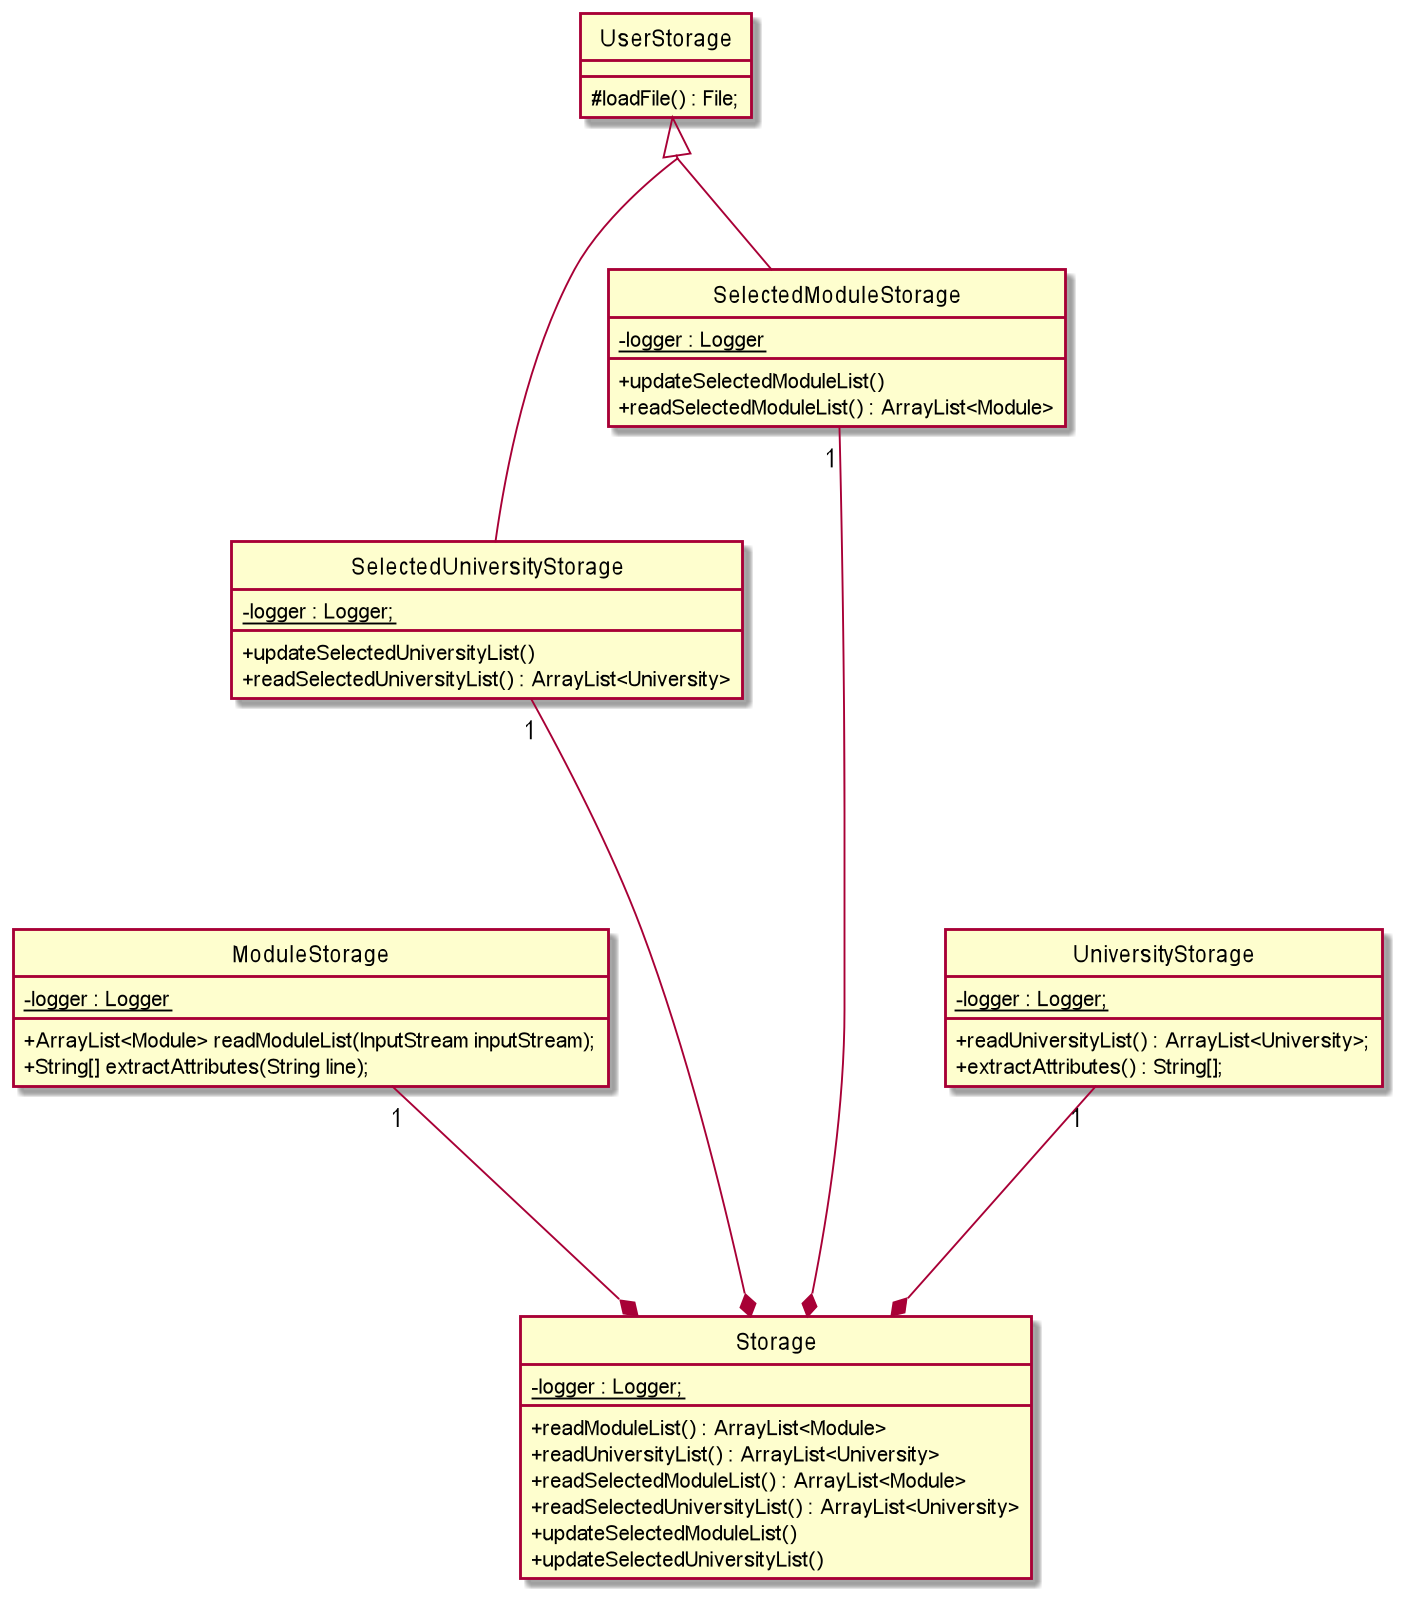 UserStorage
#loadFile() : File;
SelectedModuleStorage
-logger : Logger
+updateSelectedModuleList()
+readSelectedModuleList() : ArrayList<Module>
1
SelectedUniversityStorage
-logger : Logger;
+updateSelectedUniversityList()
+readSelectedUniversityList() : ArrayList<University>
1
ModuleStorage
-logger : Logger
+ArrayList<Module> readModuleList(InputStream inputStream);
+String[] extractAttributes(String line);
1
UniversityStorage
-logger : Logger;
+readUniversityList() : ArrayList<University>;
+extractAttributes() : String[];
1
Storage
-logger : Logger;
+readModuleList() : ArrayList<Module>
+readUniversityList() : ArrayList<University>
+readSelectedModuleList() : ArrayList<Module>
+readSelectedUniversityList() : ArrayList<University>
+updateSelectedModuleList()
+updateSelectedUniversityList()